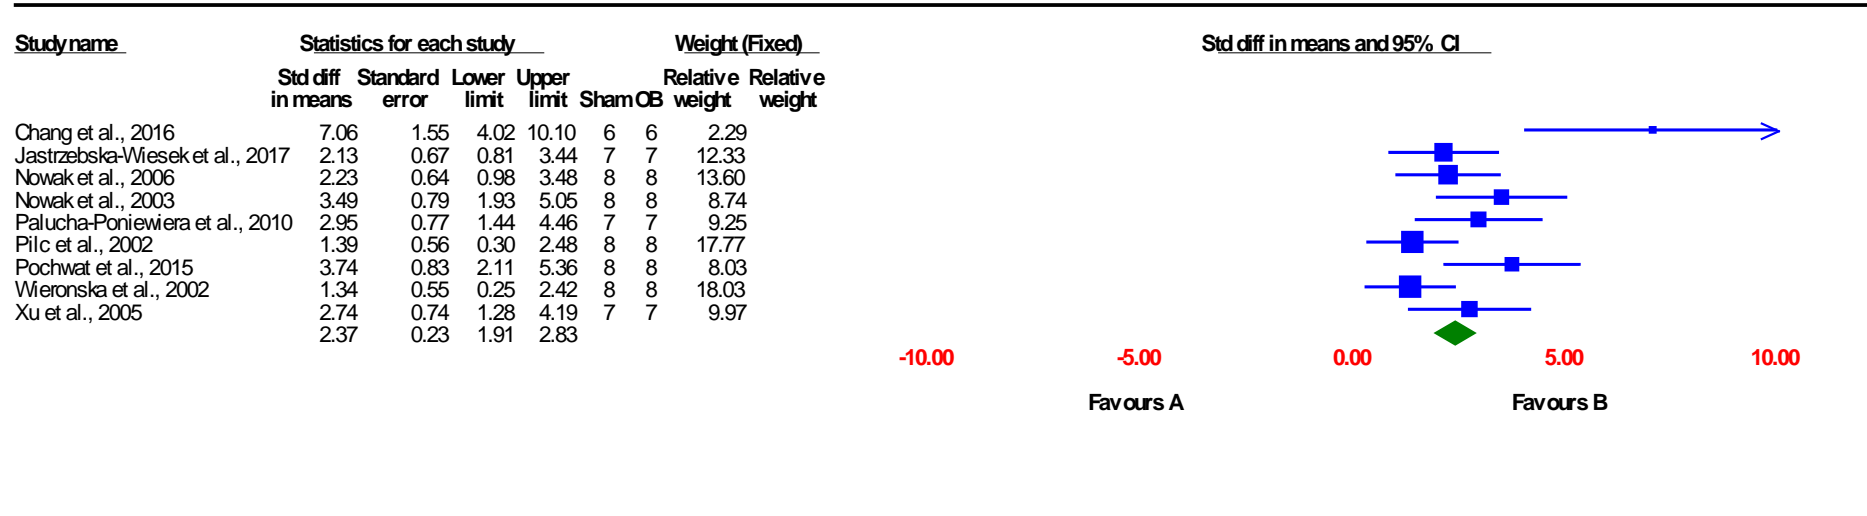 Study name Statistics for each study Weight (Fixed) Std diff in means and 95% CI
Std diff Standard Lower Upper Relative Relative
in means error limit limit Sham OB weight weight
Chang et al., 2016 7.06 1.55 4.02 10.10 6 6 2.29
Jastrzebska-Wiesek et al., 2017 2.13 0.67 0.81 3.44 7 7 12.33
Nowak et al., 2006 2.23 0.64 0.98 3.48 8 8 13.60
Nowak et al., 2003 3.49 0.79 1.93 5.05 8 8 8.74
Palucha-Poniewiera et al., 2010 2.95 0.77 1.44 4.46 7 7 9.25
Pilc et al., 2002 1.39 0.56 0.30 2.48 8 8 17.77
Pochwat et al., 2015 3.74 0.83 2.11 5.36 8 8 8.03
Wieronska et al., 2002 1.34 0.55 0.25 2.42 8 8 18.03
Xu et al., 2005 2.74 0.74 1.28 4.19 7 7 9.97
2.37 0.23 1.91 2.83
-10.00 -5.00 0.00 5.00 10.00
Favours A Favours B